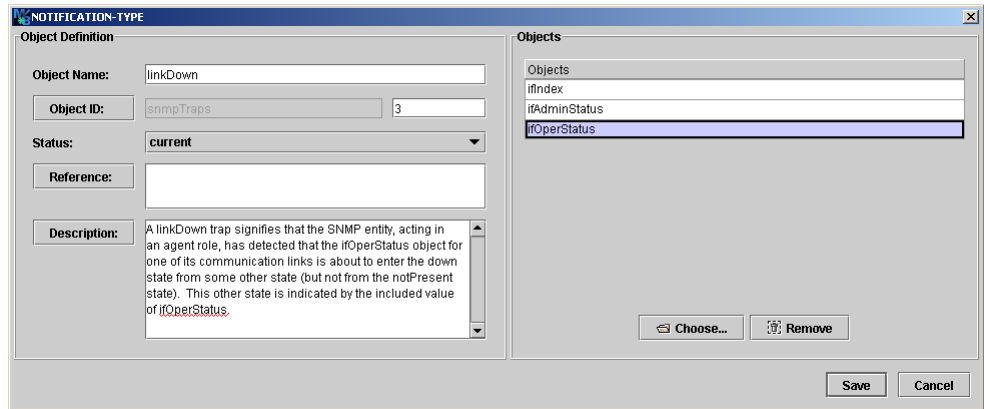 NOTIFICATION-TYPE
Object Definition
Object Name:
linkDown
Object ID:
snmpTraps
3
Status:
current
Reference:
Description:
A linkDown trap signifies that the SNMP entity, acting in
an agent role, has detected that the ifOperStatus object for
one of its communication links is about to enter the down
state from some other state (but not from the notPresent
state).  This other state is indicated by the included value
of ifOperStatus.
Objects
Objects
ifIndex
ifAdminStatus
ifOperStatus
Choose...
Remove
Save
Cancel